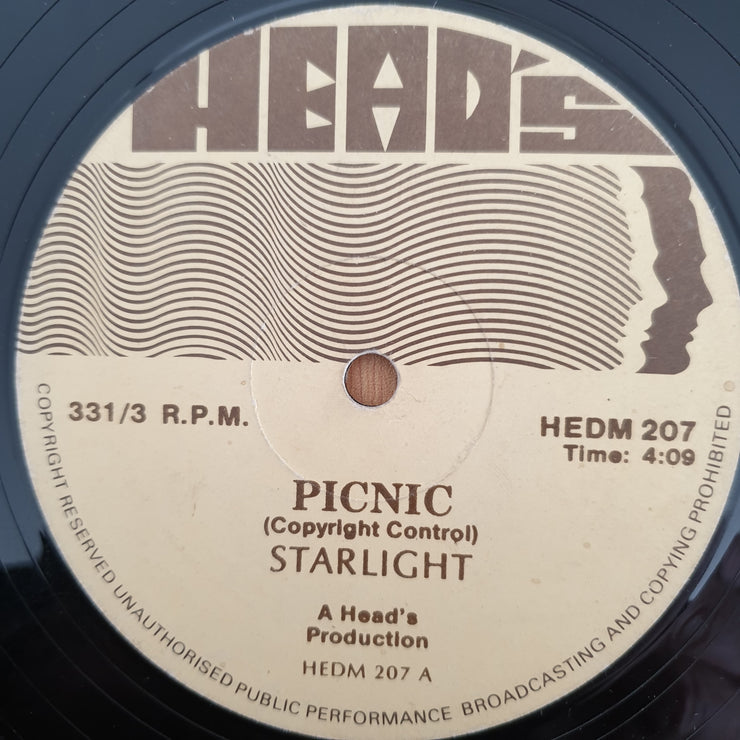 HEAD'S
331/3 R.P.M.
HEDM 207
Time: 4:09
PICNIC
(Copyright Control)
STARLIGHT
A Head's
Production
HEDM 207 A
COPYRIGHT RESERVED UNAUTHORISED PUBLIC PERFORMANCE BROADCASTING AND COPYING PROHIBITED